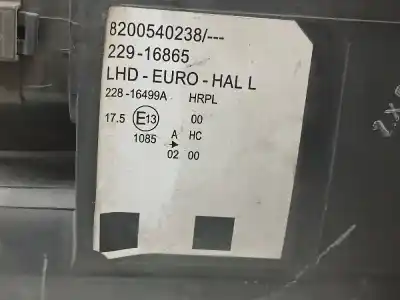 8200540238/---
229-16865
LHD-EURO-HAL L
228-16499A HRPL
17.5 E13 00
1085 A HC
02 00